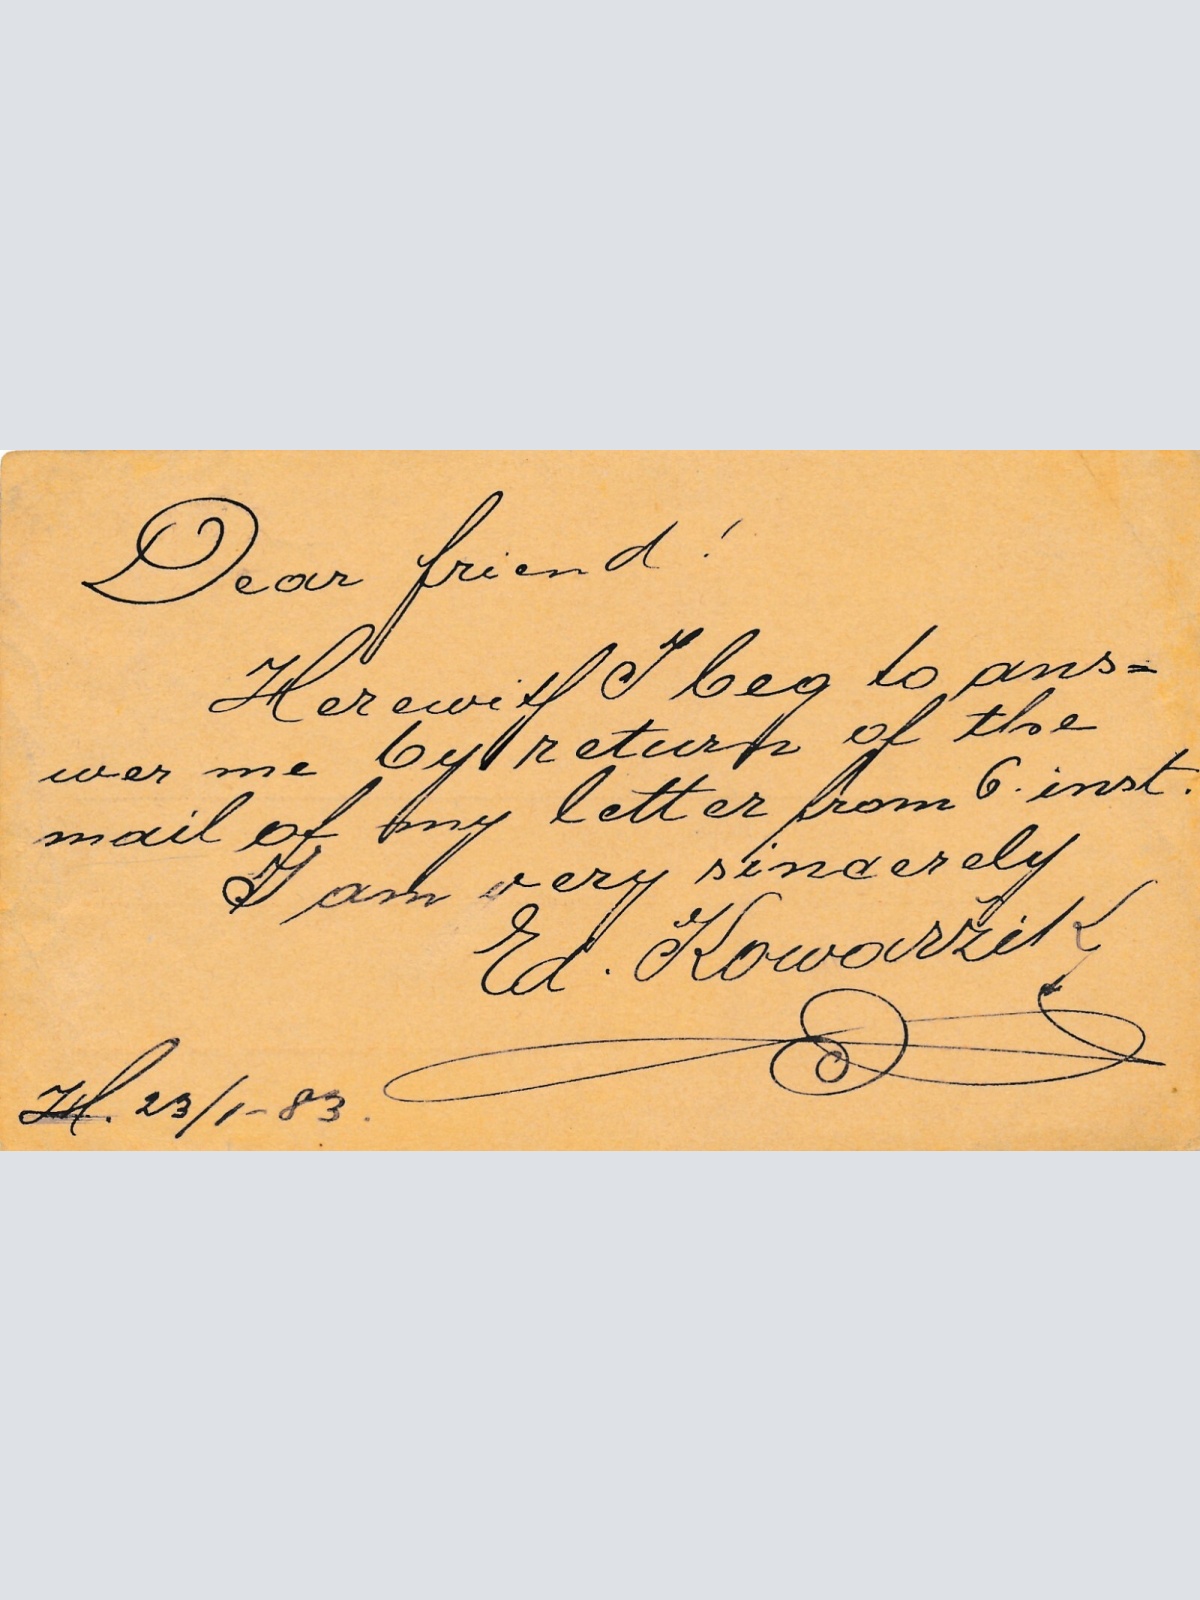 Dear friend!
Herewith I beg to ans=
wer me by return of the
mail of my letter from 6. inst.
I am very sincerely
Ed. Kowarzik
H. 23/1-83.